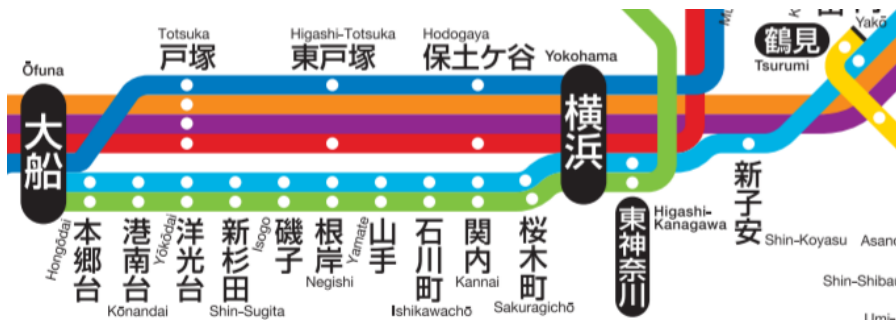 Totsuka
戸塚
Higashi-Totsuka
東戸塚
Hodogaya
保土ケ谷
Yokohama
横浜
鶴見
Tsurumi
Yakō
Ōfuna
大船
Hongōdai
本郷台
港南台
Kōnandai
Yōkōdai
洋光台
新杉田
Shin-Sugita
Isogo
磯子
根岸
Negishi
Yamate
山手
石川町
Ishikawachō
関内
Kannai
桜木町
Sakuragichō
東神奈川
Higashi-
Kanagawa
新子安
Shin-Koyasu